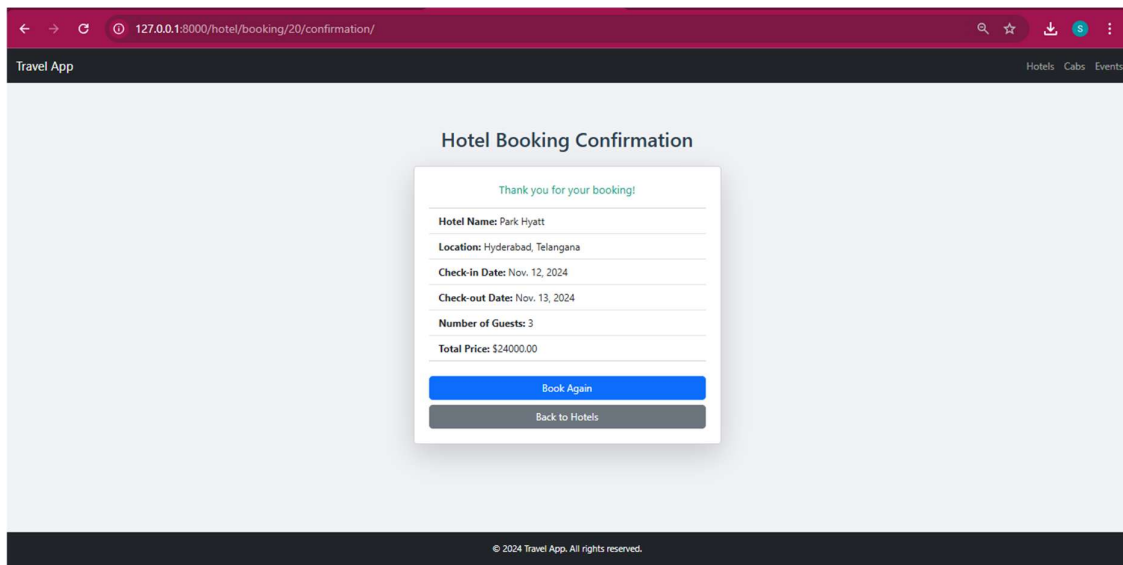 127.0.0.1:8000/hotel/booking/20/confirmation/
S
Travel App
Hotels Cabs Events
Hotel Booking Confirmation
Thank you for your booking!
Hotel Name: Park Hyatt
Location: Hyderabad, Telangana
Check-in Date: Nov. 12, 2024
Check-out Date: Nov. 13, 2024
Number of Guests: 3
Total Price: $24000.00
Book Again
Back to Hotels
© 2024 Travel App. All rights reserved.